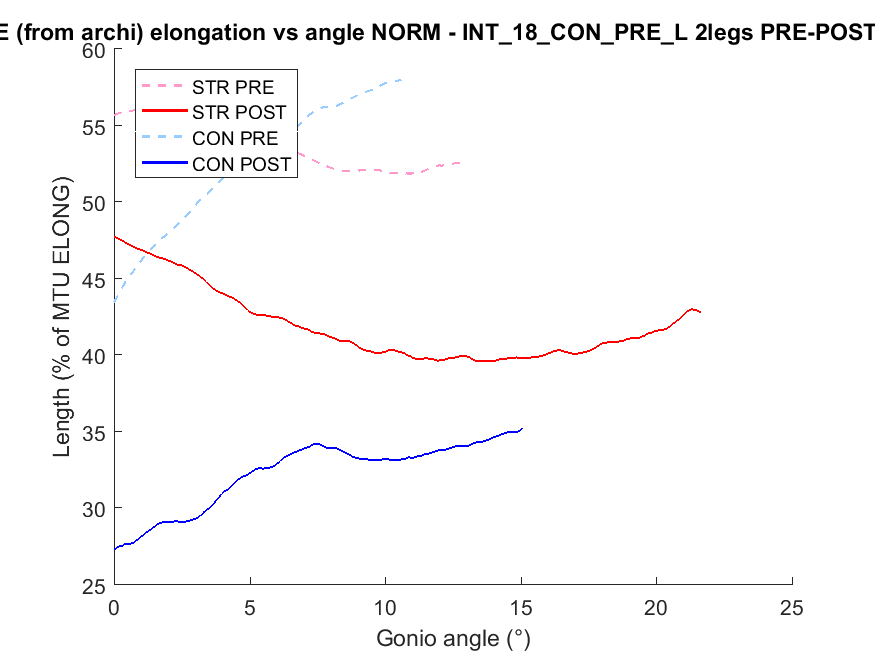 E (from archi) elongation vs angle NORM - INT_18_CON_PRE_L 2legs PRE-POST
60
55
50
45
40
35
30
25
Length (% of MTU ELONG)
STR PRE
STR POST
CON PRE
CON POST
0 5 10 15 20 25
Gonio angle (°)